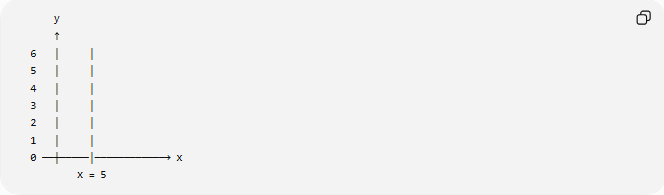 y
↑
6 | |
5 | |
4 | |
3 | |
2 | |
1 | |
0 ─────|──────────→ x
x = 5